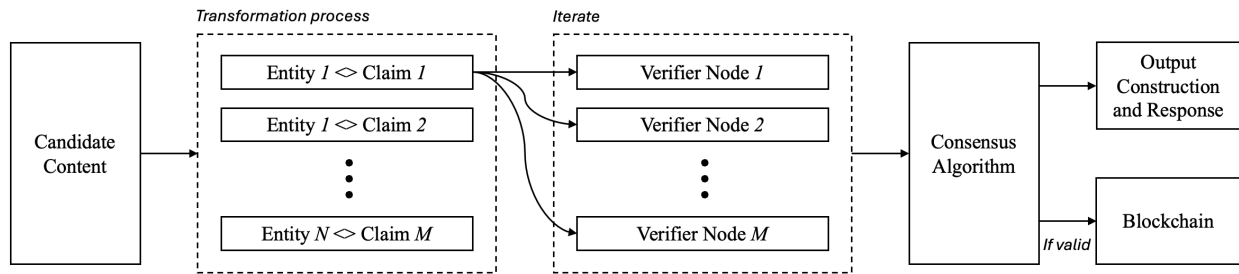 Transformation process
Iterate
Candidate
Content
Entity 1 <> Claim 1
Entity 1 <> Claim 2
Entity N <> Claim M
Verifier Node 1
Verifier Node 2
Verifier Node M
Consensus
Algorithm
Output
Construction
and Response
Blockchain
If valid